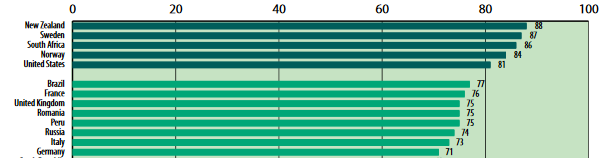 0 20 40 60 80 100
New Zealand 88
Sweden 87
South Africa 86
Norway 84
United States 81
Brazil 77
France 76
United Kingdom 75
Romania 75
Peru 75
Russia 74
Italy 73
Germany 71